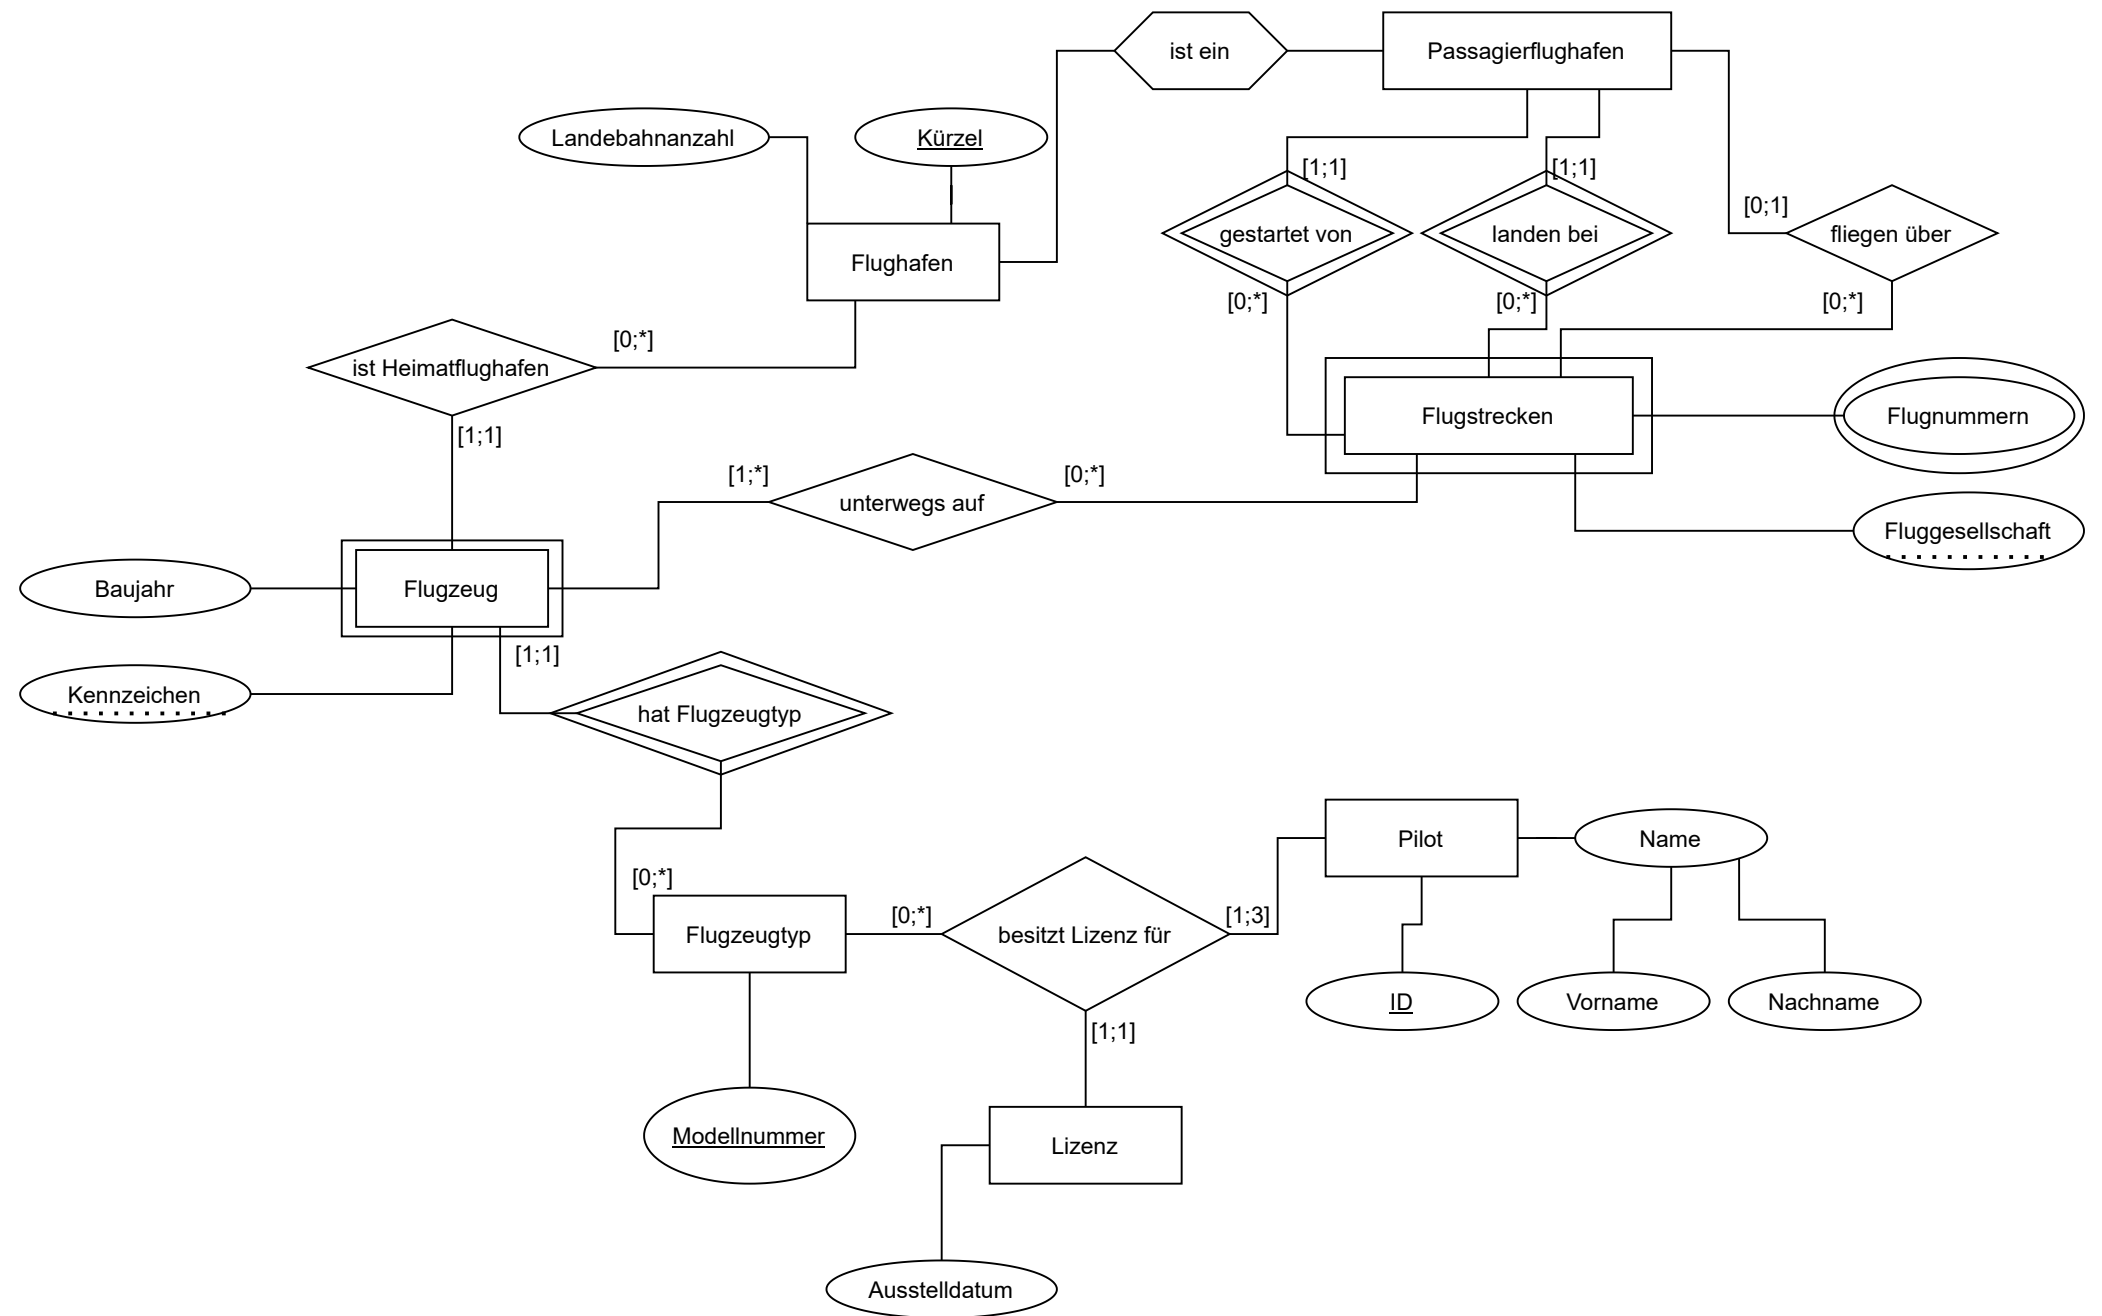 ist ein
Passagierflughafen
Landebahnanzahl
Kürzel
[1;1]
[1;1]
[0;1]
gestartet von
landen bei
fliegen über
Flughafen
[0;*]
[0;*]
[0;*]
[0;*]
ist Heimatflughafen
Flugstrecken
Flugnummern
[1;1]
[1;*]
[0;*]
unterwegs auf
Fluggesellschaft
Baujahr
Flugzeug
[1;1]
Kennzeichen
hat Flugzeugtyp
Pilot
Name
[0;*]
[0;*]
[1;3]
Flugzeugtyp
besitzt Lizenz für
ID
Vorname
Nachname
[1;1]
Modellnummer
Lizenz
Ausstelldatum